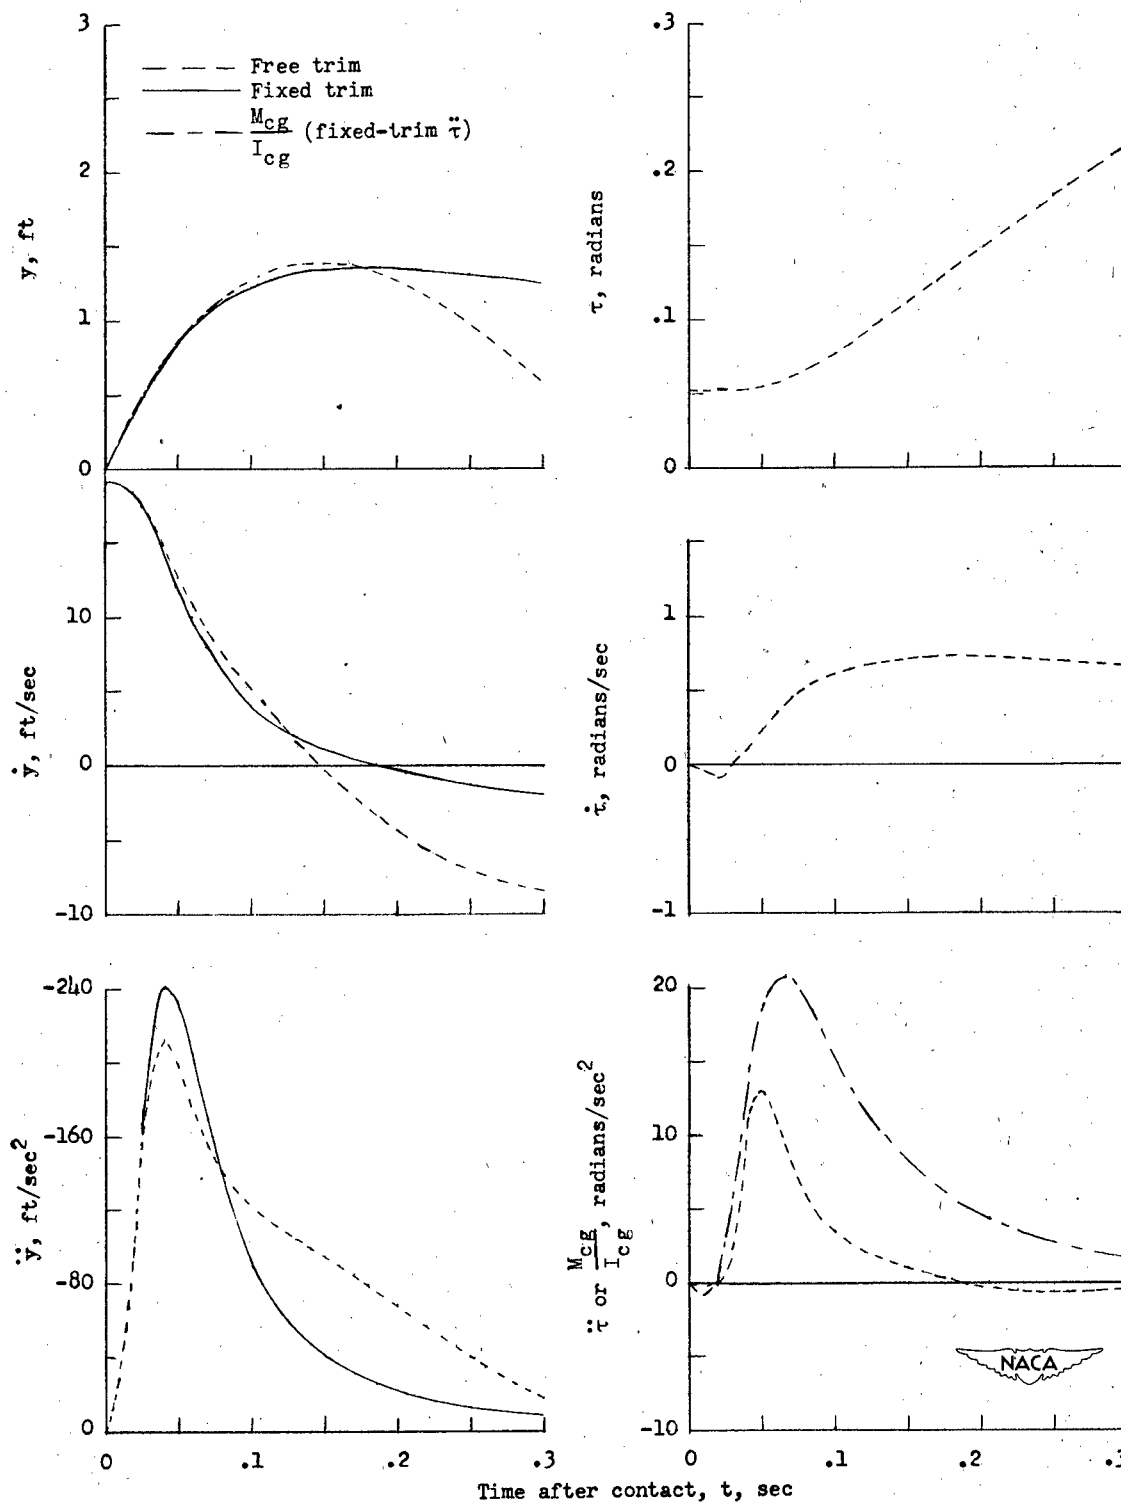 3
2
1
0
y, ft
Free trim
Fixed trim
Mcg
Icg
(fixed-trim τ̈)
.3
.2
.1
0
τ, radians
10
0
-10
ẏ, ft/sec
1
0
-1
τ̇, radians/sec
-240
-160
-80
0
ÿ, ft/sec²
0
.1
.2
.3
20
10
0
-10
τ̈ or Mcg/Icg, radians/sec²
NACA
0
.1
.2
Time after contact, t, sec